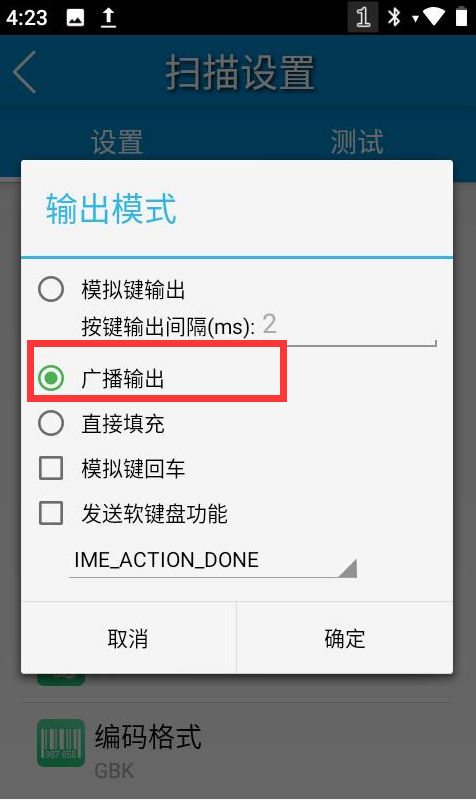 4:23
1
扫描设置
设置
测试
输出模式
模拟键输出
按键输出间隔(ms): 2
广播输出
直接填充
模拟键回车
发送软键盘功能
IME_ACTION_DONE
取消
确定
编码格式
GBK